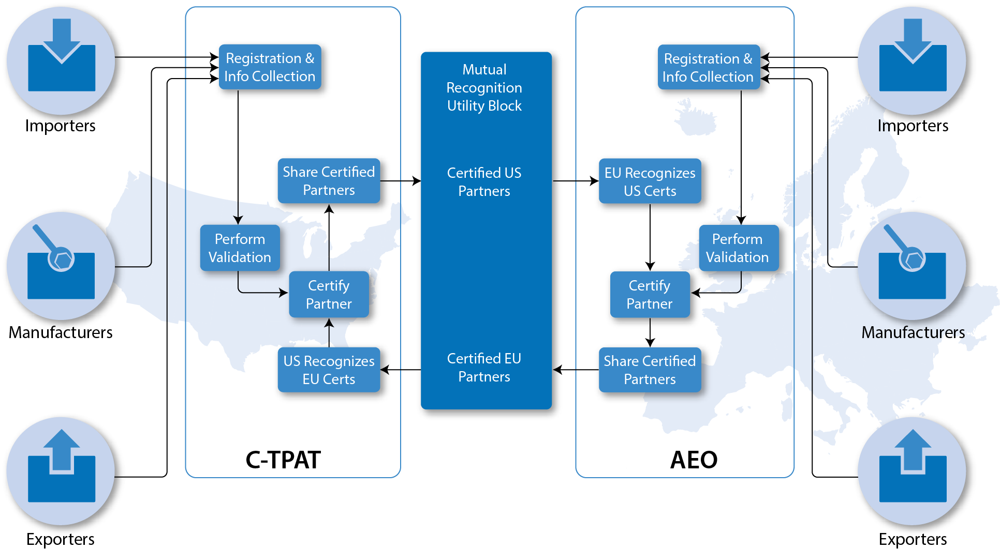 Importers
Manufacturers
Exporters
Registration &
Info Collection
Share Certified
Partners
Perform
Validation
Certify
Partner
US Recognizes
EU Certs
C-TPAT
Mutual
Recognition
Utility Block
Certified US
Partners
Certified EU
Partners
Registration &
Info Collection
EU Recognizes
US Certs
Perform
Validation
Certify
Partner
Share Certified
Partners
AEO
Importers
Manufacturers
Exporters